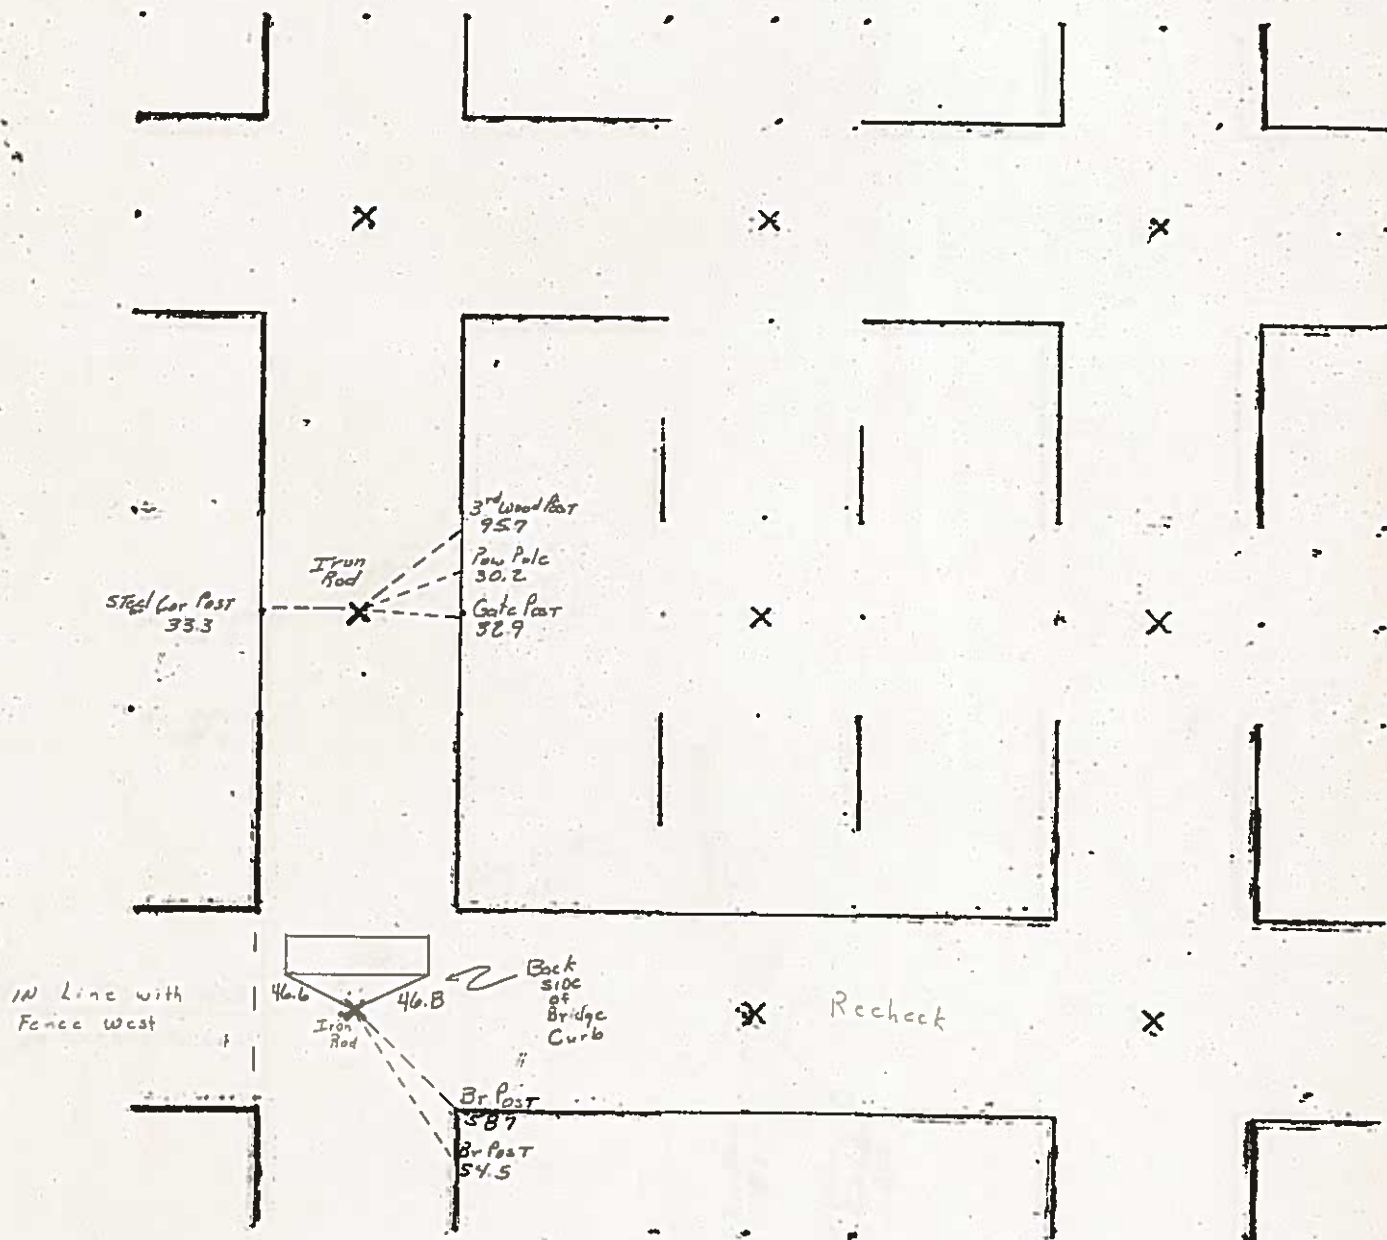 3rd Wood Post
95.7
Iron
Rod
Pow Pole
30.2
Steel Cor Post
33.3
Gate Post
32.9
46.6
46.8
Back
side
of
Bridge
Curb
IN Line with
Fence west
Iron
Rod
Recheck
Br Post
58.7
Br Post
54.5